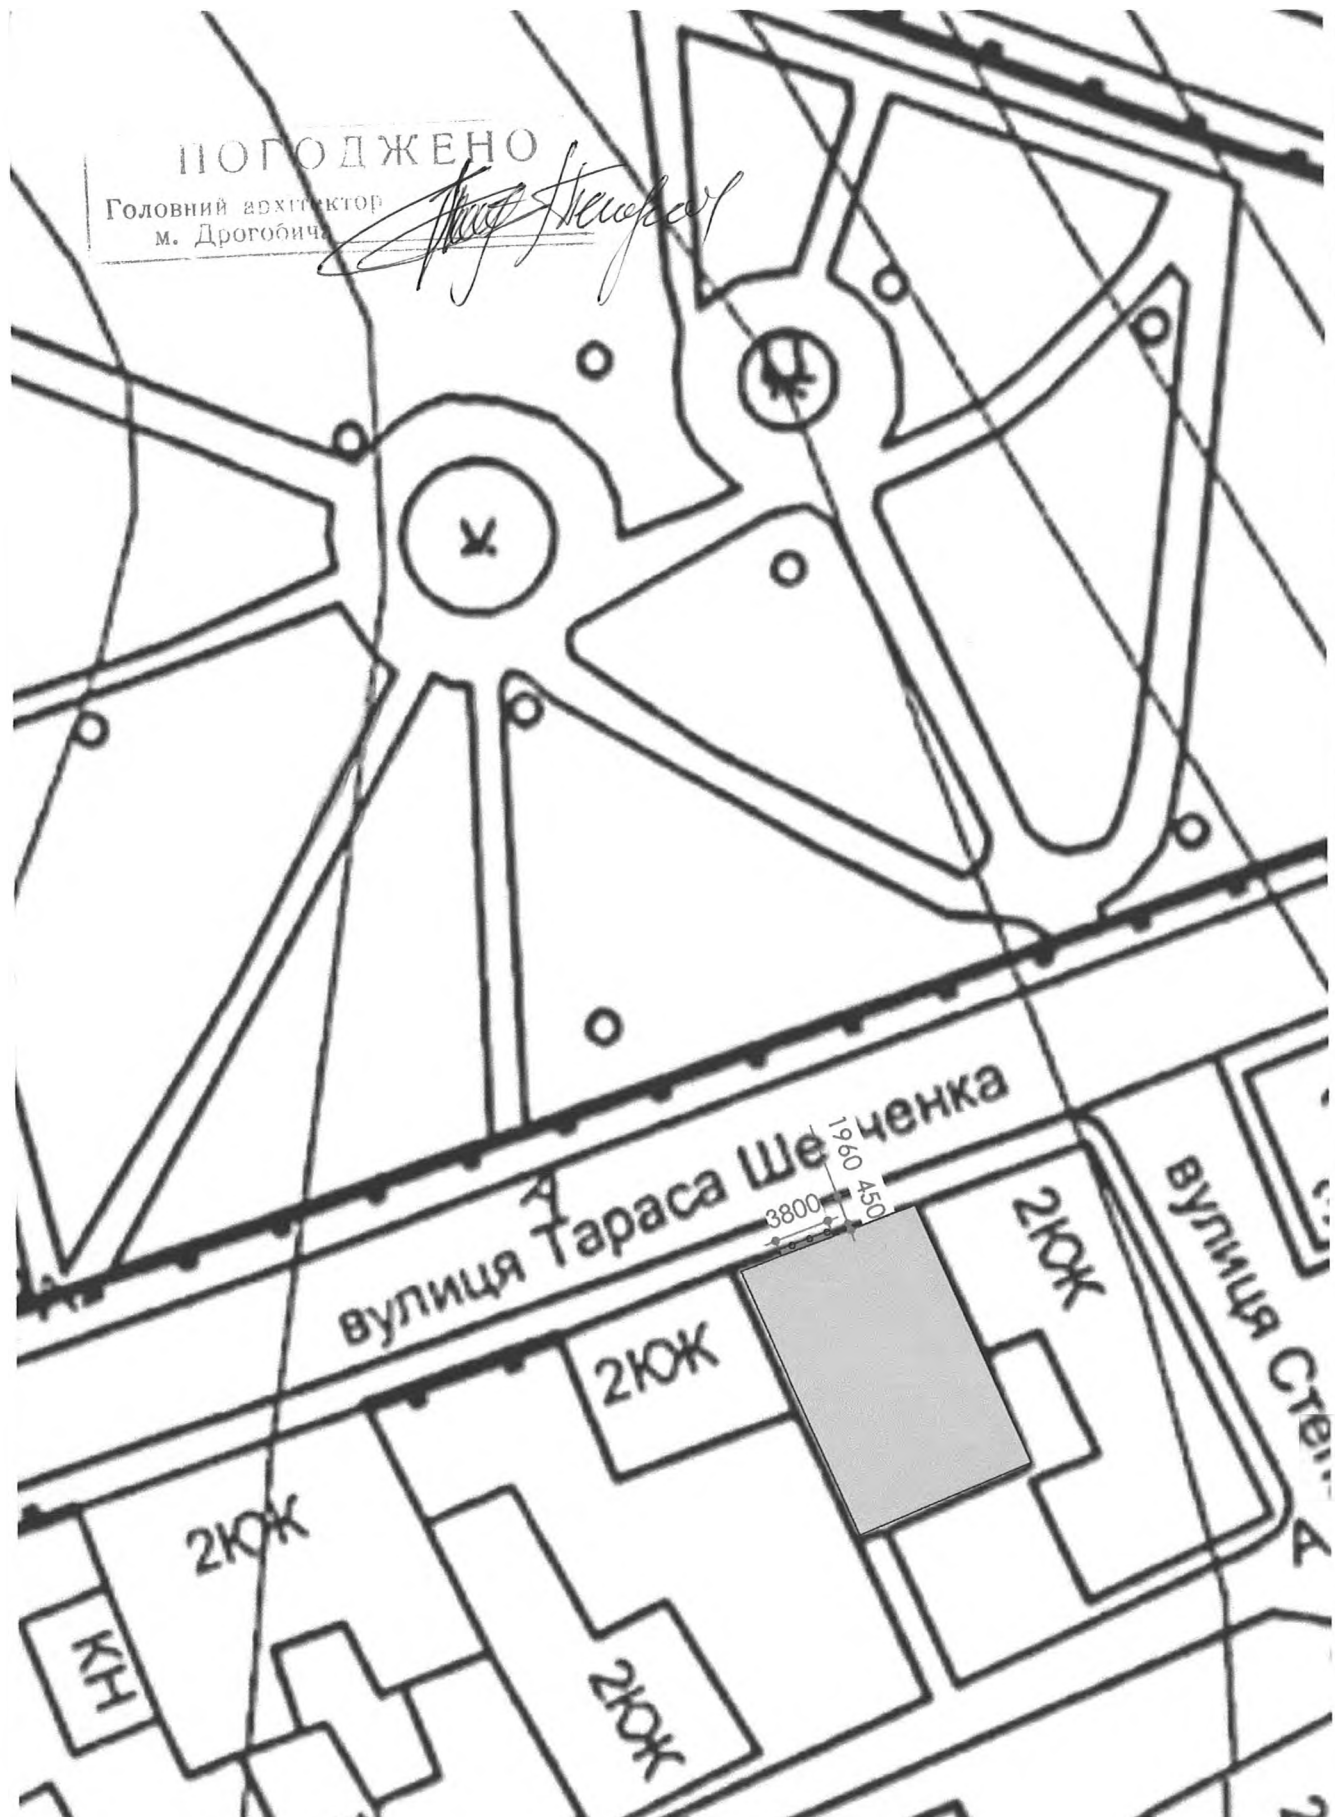 ПОГОДЖЕНО
Головний архітектор
м. Дрогобича
вулиця Тараса Шевченка
1960
450
3800
2КЖ
вулиця Сте
2КЖ
2КЖ
А
КН
2КЖ